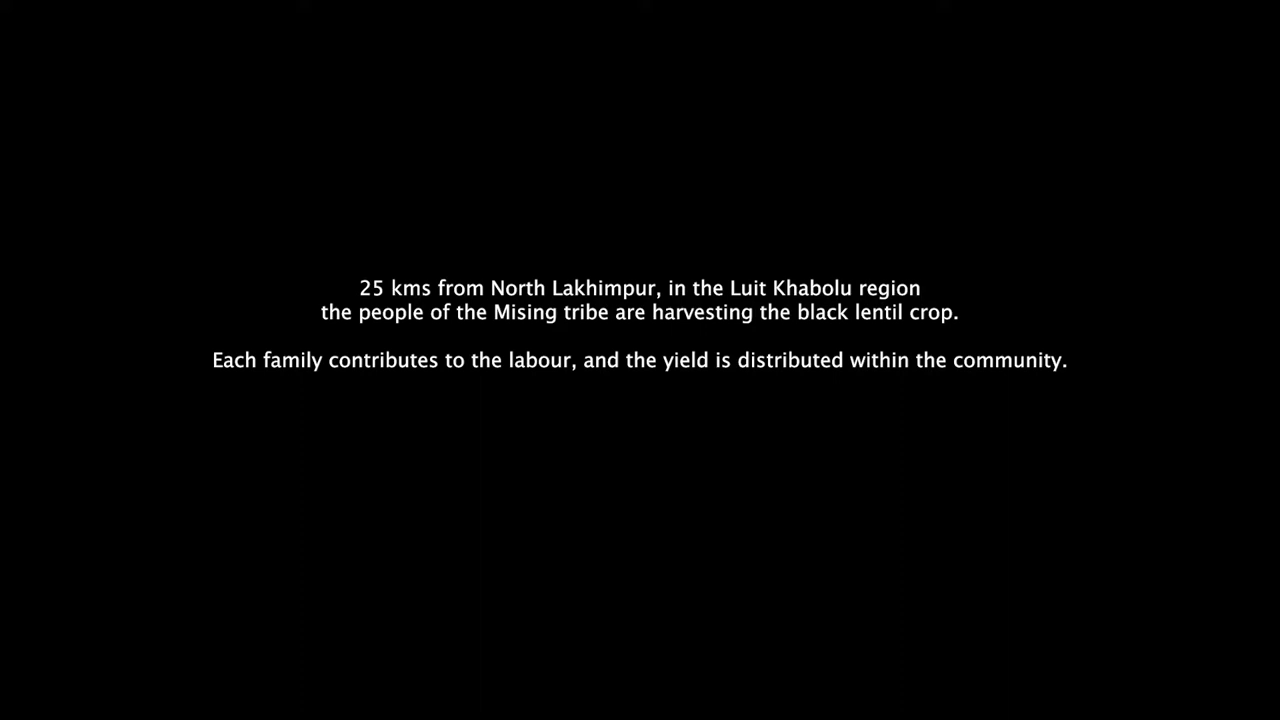 25 kms from North Lakhimpur, in the Luit Khabolu region
the people of the Mising tribe are harvesting the black lentil crop.
Each family contributes to the labour, and the yield is distributed within the community.